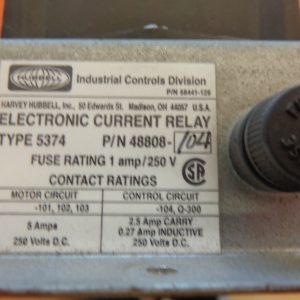 HUBBELL
Industrial Controls Division
P/N 68441-125
HARVEY HUBBELL, Inc., 50 Edwards St. Madison, OH 44057 U.S.A.
ELECTRONIC CURRENT RELAY
TYPE 5374 P/N 48808-104
FUSE RATING 1 amp/250 V
CONTACT RATINGS
MOTOR CIRCUIT CONTROL CIRCUIT
-101, 102, 103 -104, Q-300
5 Amps 2.5 Amp CARRY
0.27 Amp INDUCTIVE
250 Volts D.C. 250 Volts D.C.